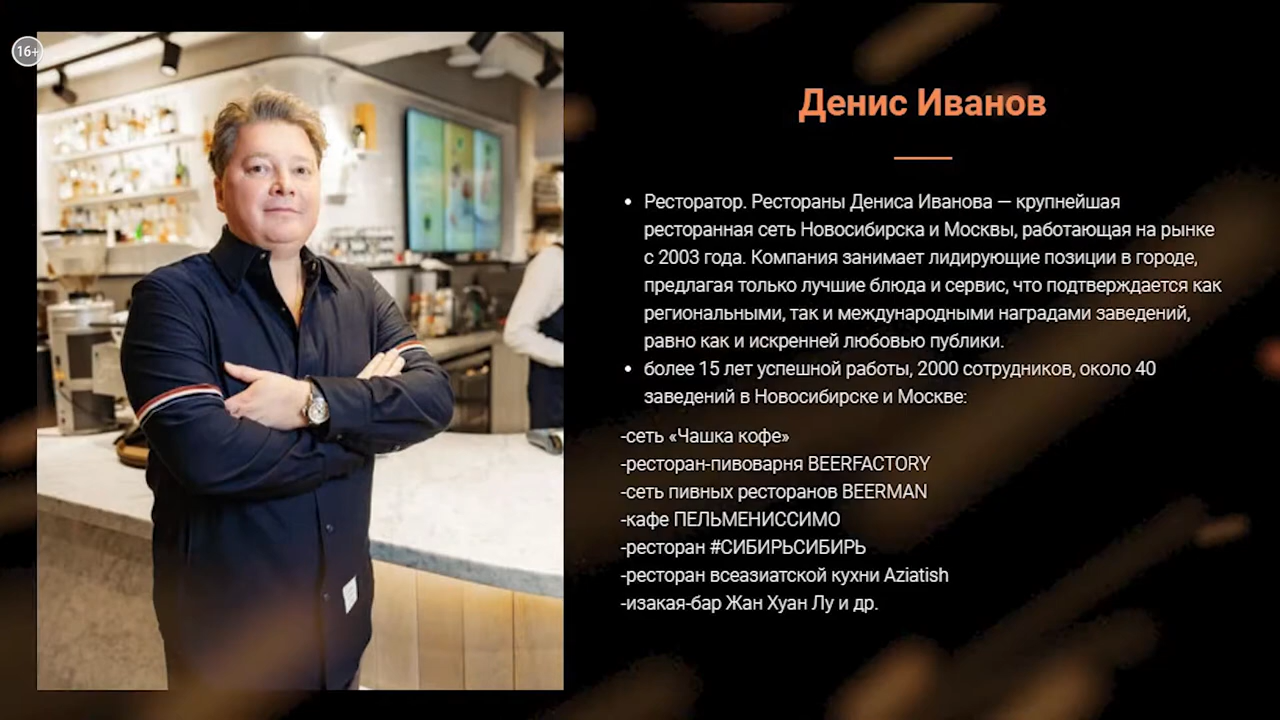 16+
Денис Иванов
• Ресторатор. Рестораны Дениса Иванова — крупнейшая
ресторанная сеть Новосибирска и Москвы, работающая на рынке
с 2003 года. Компания занимает лидирующие позиции в городе,
предлагая только лучшие блюда и сервис, что подтверждается как
региональными, так и международными наградами заведений,
равно как и искренней любовью публики.
• более 15 лет успешной работы, 2000 сотрудников, около 40
заведений в Новосибирске и Москве:
-сеть «Чашка кофе»
-ресторан-пивоварня BEERFACTORY
-сеть пивных ресторанов BEERMAN
-кафе ПЕЛЬМЕНИССИМО
-ресторан #СИБИРЬСИБИРЬ
-ресторан всеазиатской кухни Aziatish
-изакая-бар Жан Хуан Лу и др.